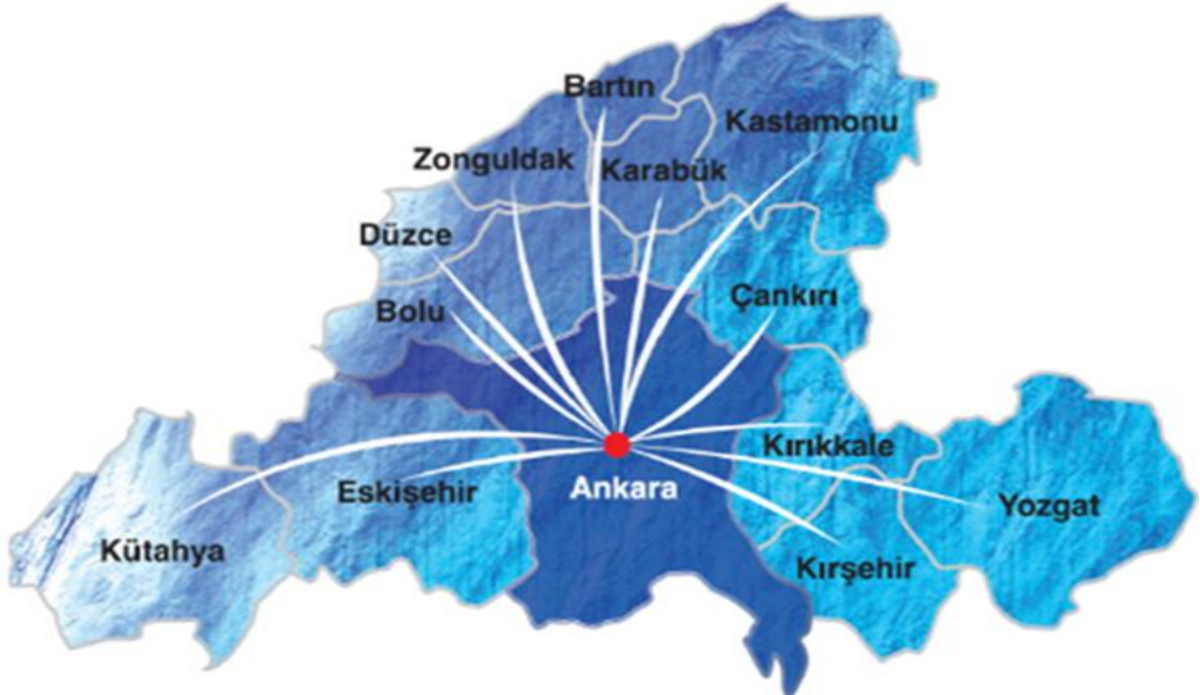 Bartın
Kastamonu
Zonguldak
Karabük
Düzce
Çankırı
Bolu
Kırıkkale
Eskişehir
Ankara
Yozgat
Kütahya
Kırşehir